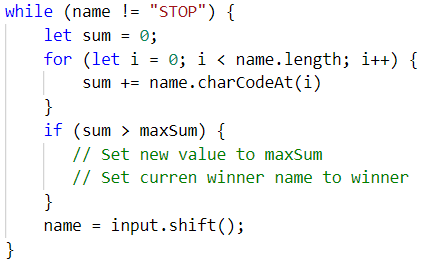 while (name != "STOP") {
    let sum = 0;
    for (let i = 0; i < name.length; i++) {
        sum += name.charCodeAt(i)
    }
    if (sum > maxSum) {
       // Set new value to maxSum
       // Set curren winner name to winner
    }
    name = input.shift();
}